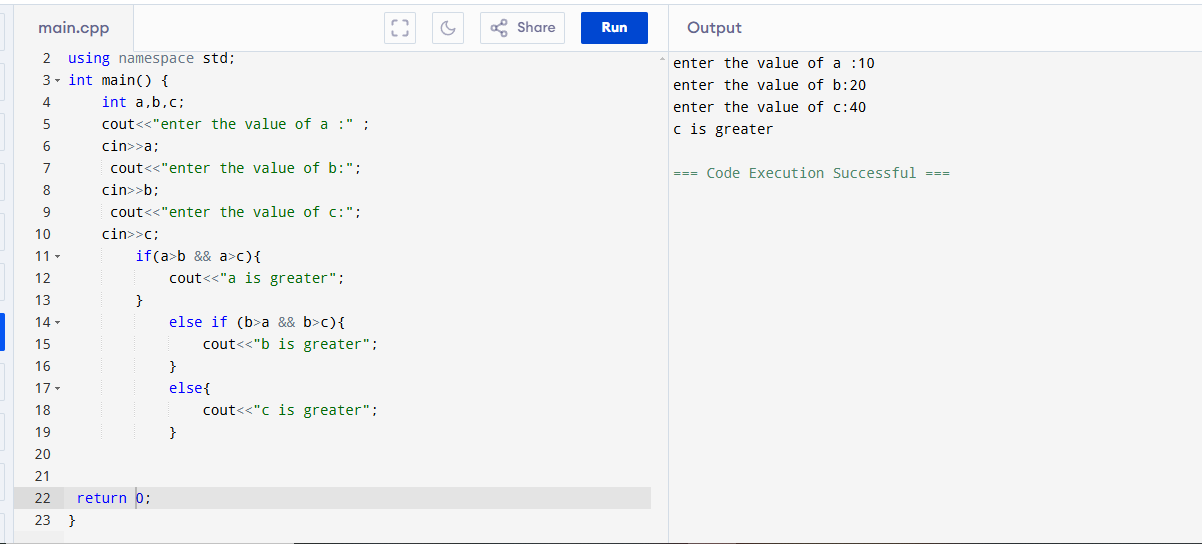 main.cpp
Share
Run
Output
2 using namespace std;
3 int main() {
4     int a,b,c;
5     cout<<"enter the value of a :" ;
6     cin>>a;
7      cout<<"enter the value of b:";
8     cin>>b;
9      cout<<"enter the value of c:";
10     cin>>c;
11         if(a>b && a>c){
12             cout<<"a is greater";
13         }
14             else if (b>a && b>c){
15                 cout<<"b is greater";
16             }
17             else{
18                 cout<<"c is greater";
19             }
20
21
22  return 0;
23 }
enter the value of a :10
enter the value of b:20
enter the value of c:40
c is greater
=== Code Execution Successful ===